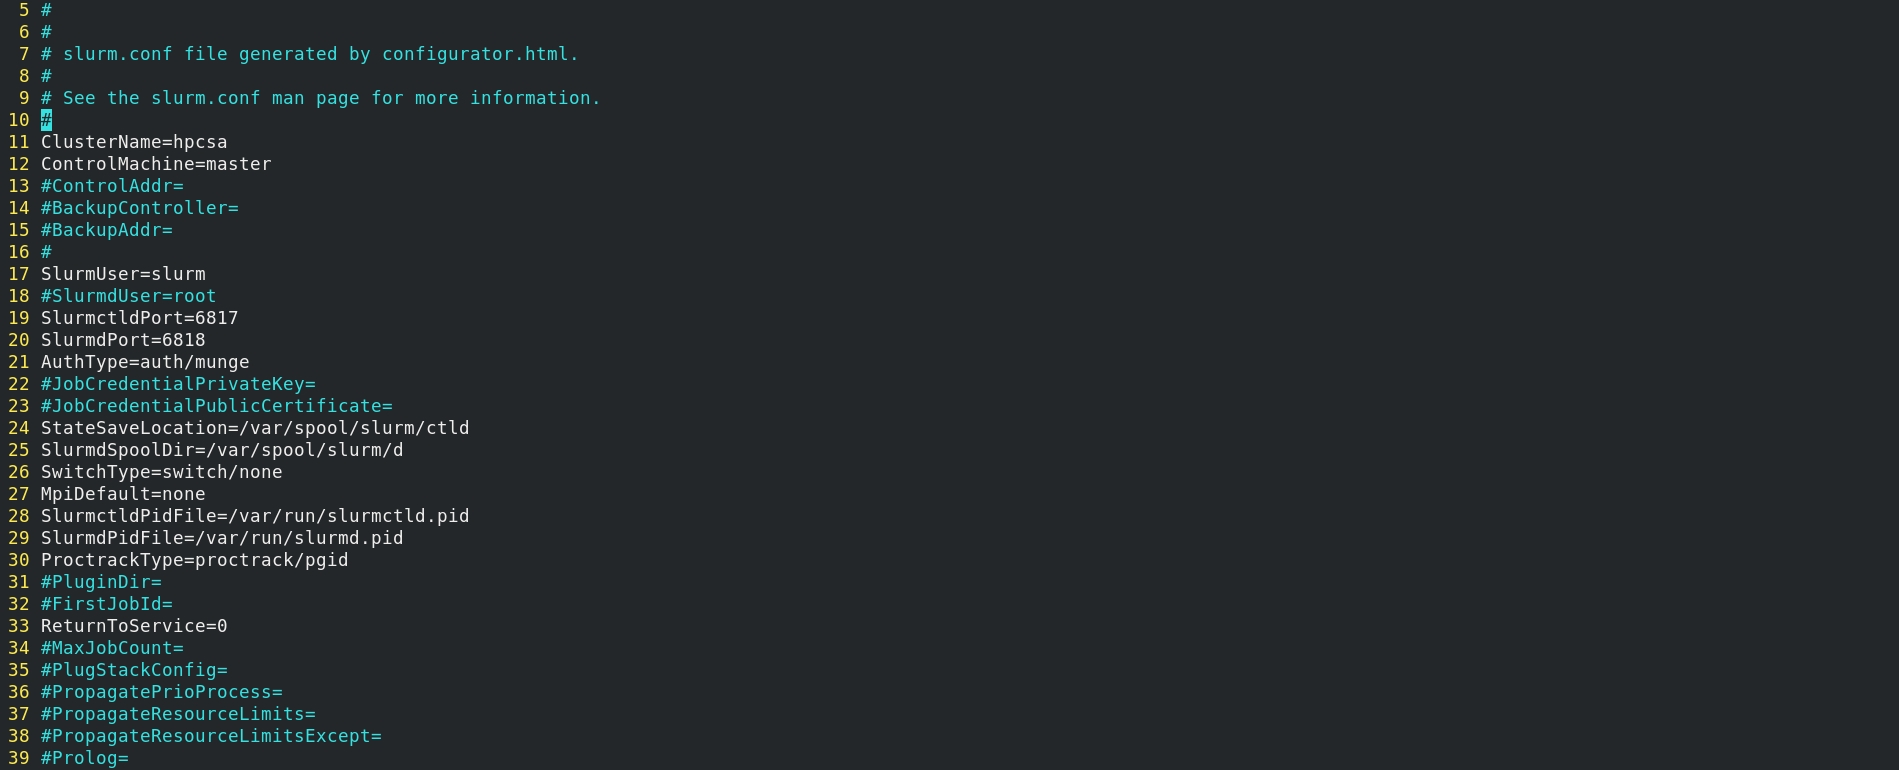 5 #
6 #
7 # slurm.conf file generated by configurator.html.
8 #
9 # See the slurm.conf man page for more information.
10 #
11 ClusterName=hpcsa
12 ControlMachine=master
13 #ControlAddr=
14 #BackupController=
15 #BackupAddr=
16 #
17 SlurmUser=slurm
18 #SlurmdUser=root
19 SlurmctldPort=6817
20 SlurmdPort=6818
21 AuthType=auth/munge
22 #JobCredentialPrivateKey=
23 #JobCredentialPublicCertificate=
24 StateSaveLocation=/var/spool/slurm/ctld
25 SlurmdSpoolDir=/var/spool/slurm/d
26 SwitchType=switch/none
27 MpiDefault=none
28 SlurmctldPidFile=/var/run/slurmctld.pid
29 SlurmdPidFile=/var/run/slurmd.pid
30 ProctrackType=proctrack/pgid
31 #PluginDir=
32 #FirstJobId=
33 ReturnToService=0
34 #MaxJobCount=
35 #PlugStackConfig=
36 #PropagatePrioProcess=
37 #PropagateResourceLimits=
38 #PropagateResourceLimitsExcept=
39 #Prolog=